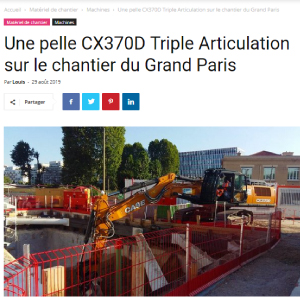 Accueil › Matériel de chantier › Machines › Une pelle CX370D Triple Articulation sur le chantier du Grand Paris
Matériel de chantier Machines
Une pelle CX370D Triple Articulation
sur le chantier du Grand Paris
Par Louis - 29 août 2015
Partager
CASE